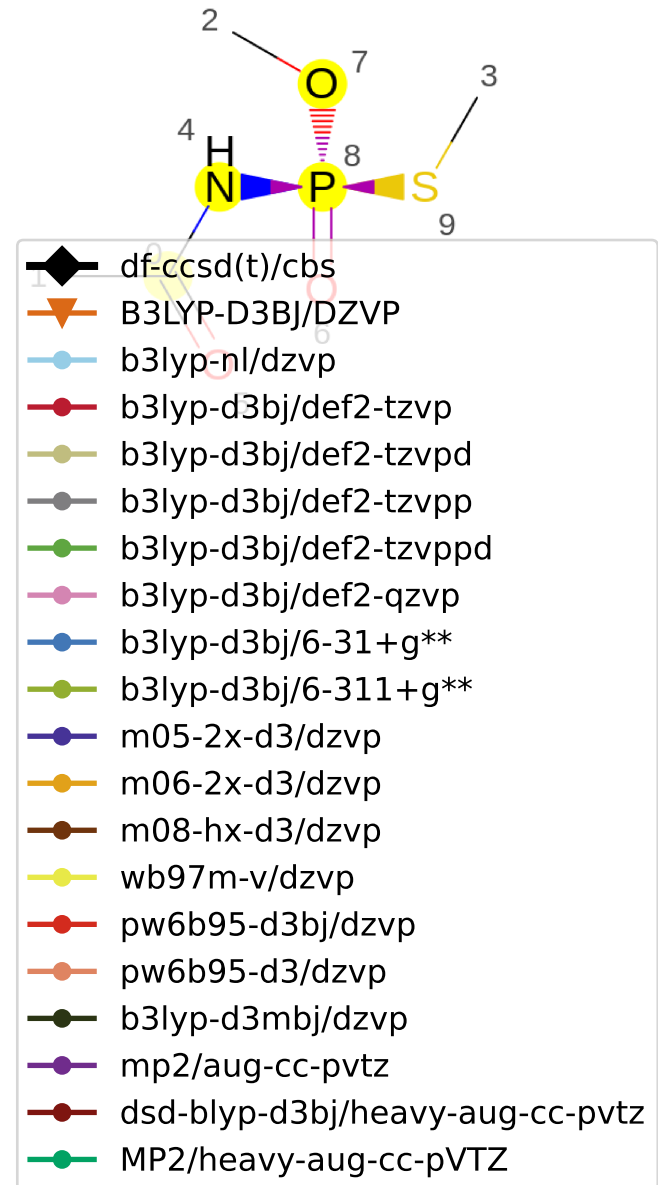 2
O 7
3
4 H
8
N P S
9
0
1
O
6
O
5
df-ccsd(t)/cbs
B3LYP-D3BJ/DZVP
b3lyp-nl/dzvp
b3lyp-d3bj/def2-tzvp
b3lyp-d3bj/def2-tzvpd
b3lyp-d3bj/def2-tzvpp
b3lyp-d3bj/def2-tzvppd
b3lyp-d3bj/def2-qzvp
b3lyp-d3bj/6-31+g**
b3lyp-d3bj/6-311+g**
m05-2x-d3/dzvp
m06-2x-d3/dzvp
m08-hx-d3/dzvp
wb97m-v/dzvp
pw6b95-d3bj/dzvp
pw6b95-d3/dzvp
b3lyp-d3mbj/dzvp
mp2/aug-cc-pvtz
dsd-blyp-d3bj/heavy-aug-cc-pvtz
MP2/heavy-aug-cc-pVTZ